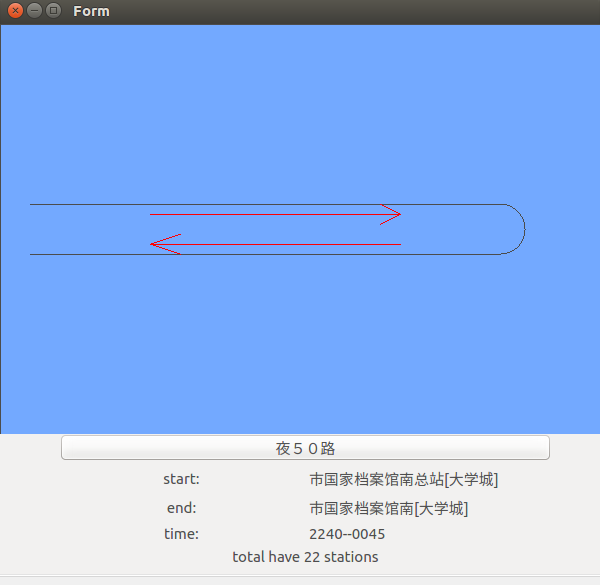 Form
夜５０路
start: 市国家档案馆南总站[大学城]
end: 市国家档案馆南[大学城]
time: 2240--0045
total have 22 stations